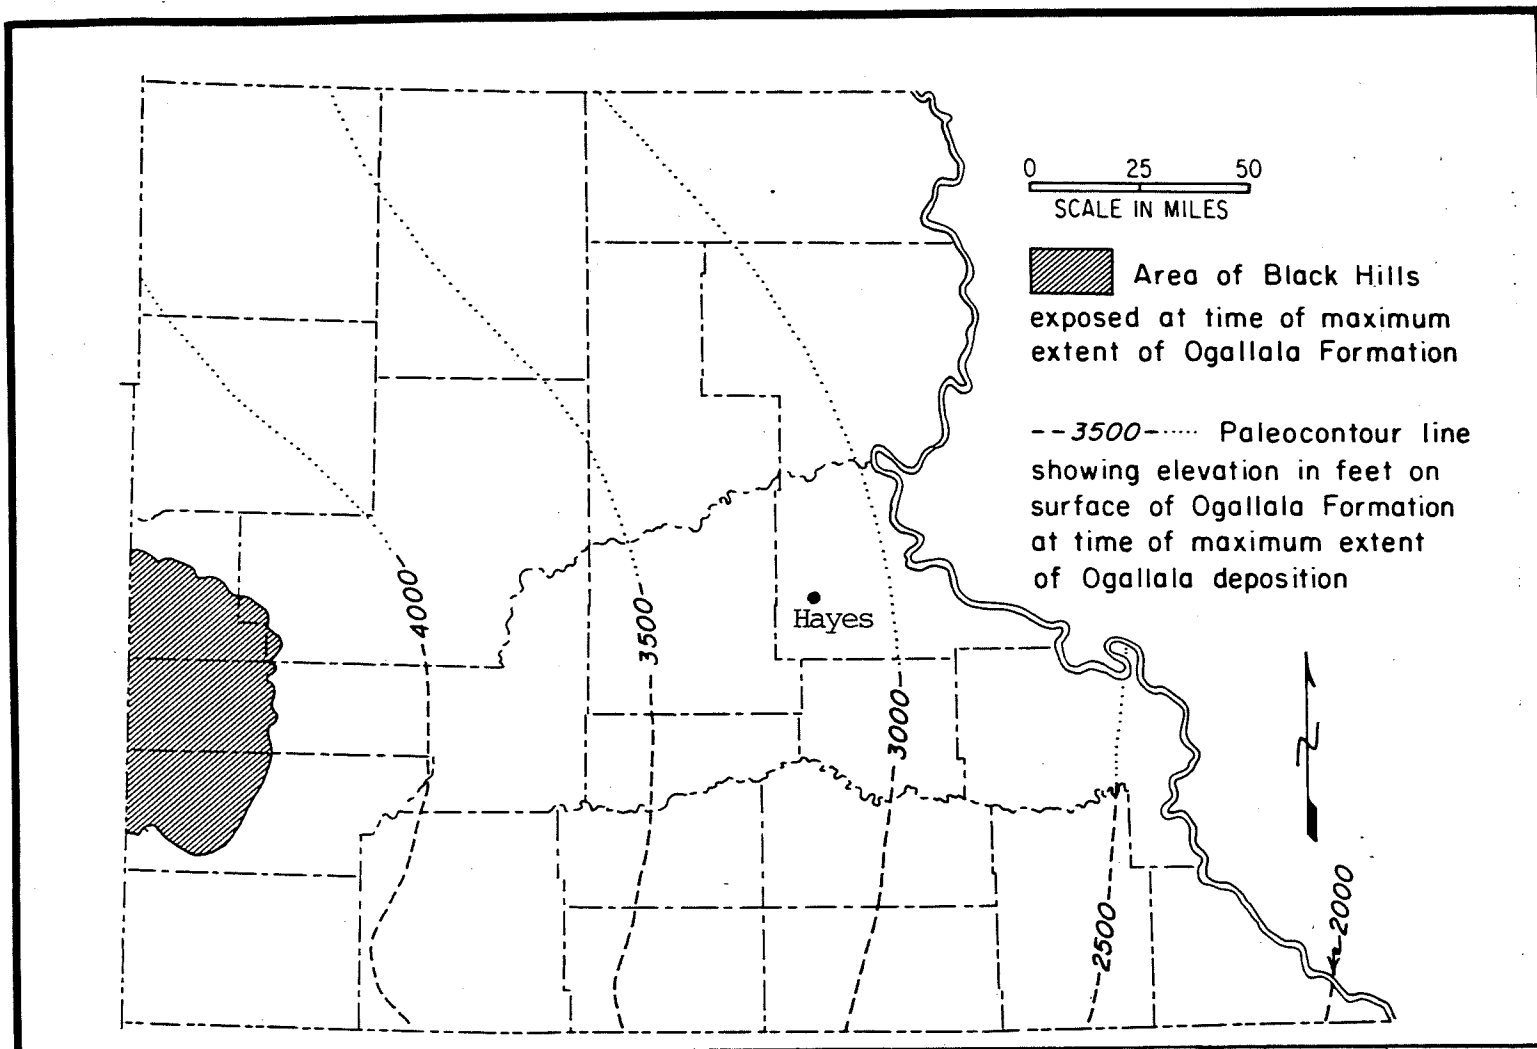 0 25 50
SCALE IN MILES
Area of Black Hills
exposed at time of maximum
extent of Ogallala Formation
--3500-..... Paleocontour line
showing elevation in feet on
surface of Ogallala Formation
at time of maximum extent
of Ogallala deposition
Hayes
4000
3500
3000
2500
2000
N